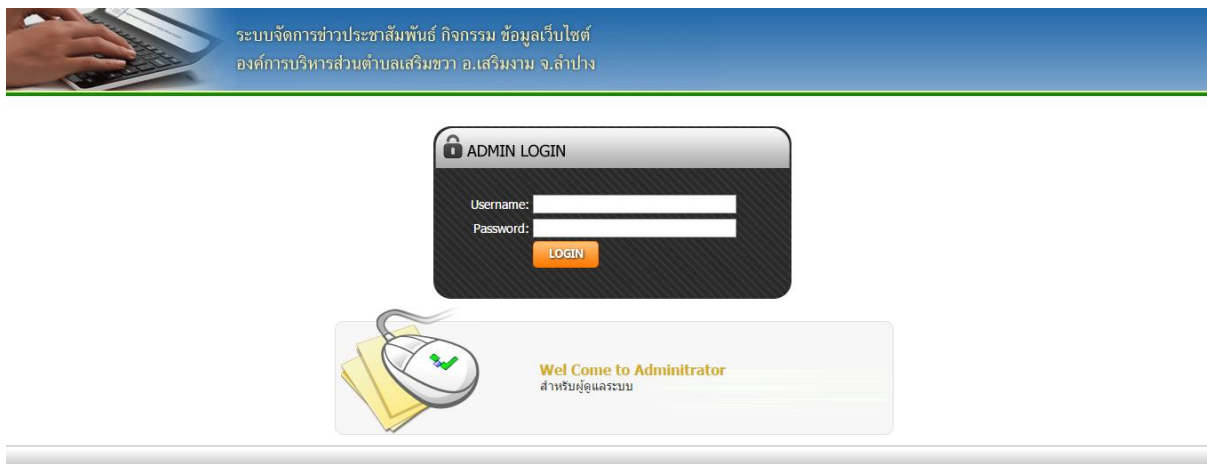 ระบบจัดการข่าวประชาสัมพันธ์ กิจกรรม ข้อมูลเว็บไซต์
องค์การบริหารส่วนตำบลเสริมขวา อ.เสริมงาม จ.ลำปาง
ADMIN LOGIN
Username:
Password:
LOGIN
Wel Come to Adminitrator
สำหรับผู้ดูแลระบบ